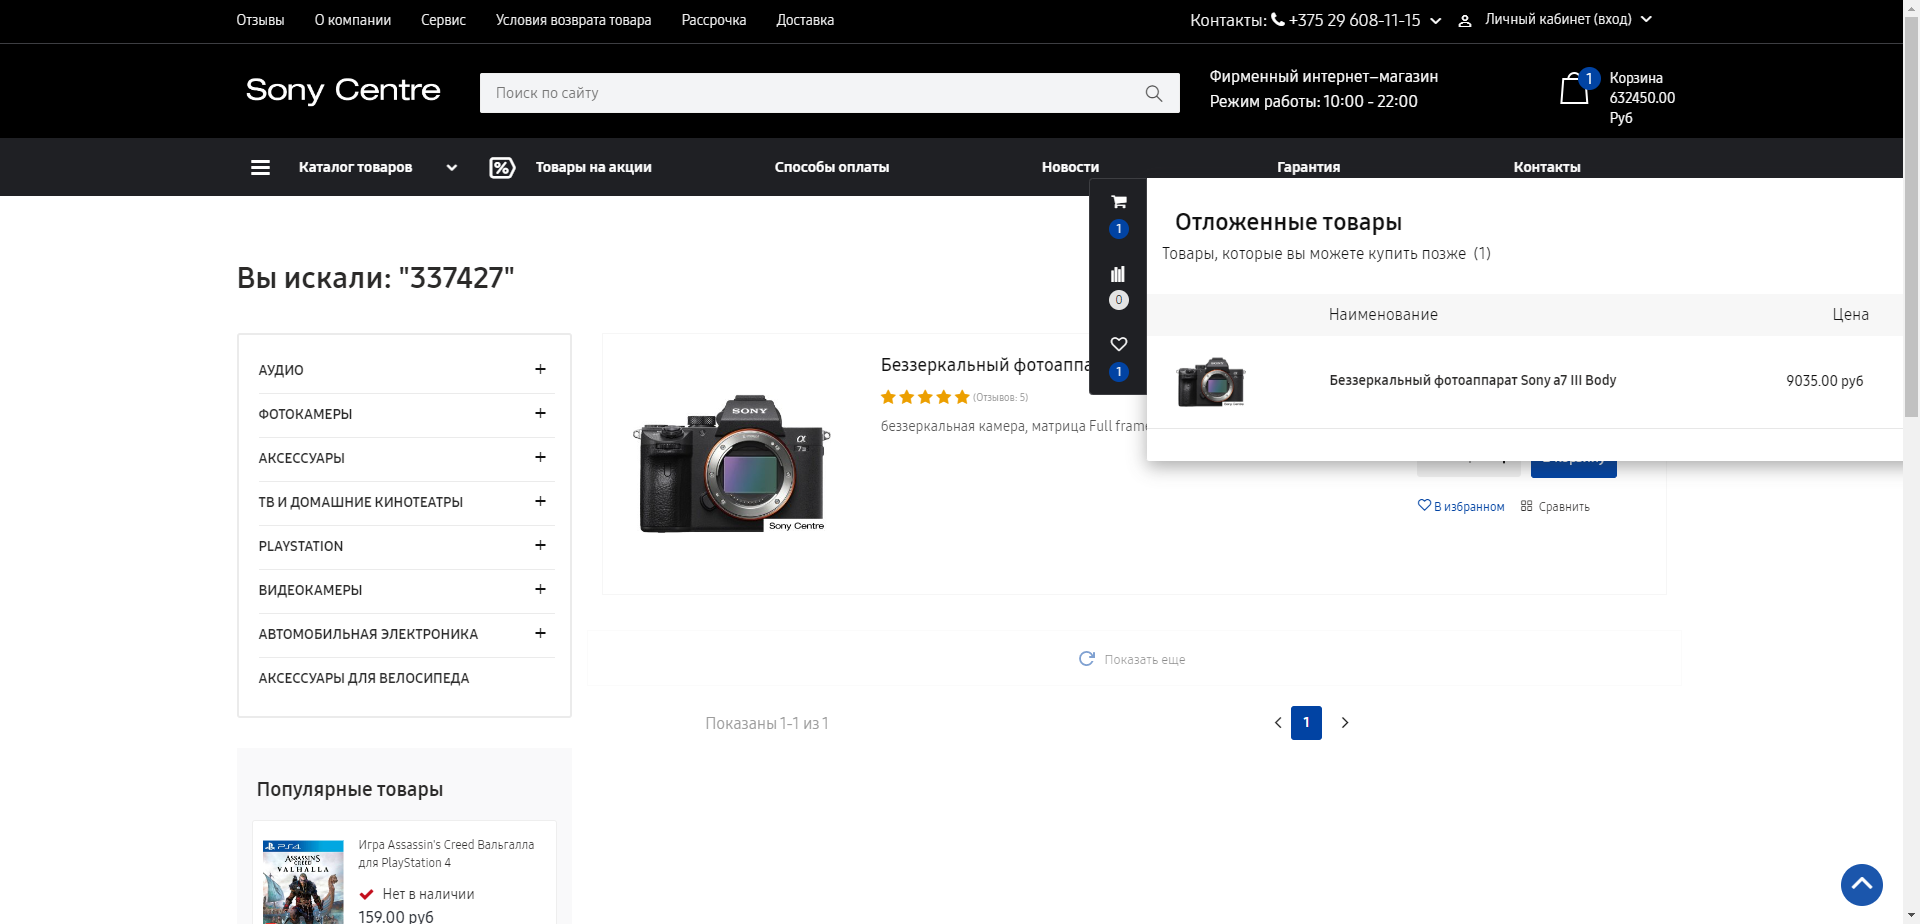 Отзывы
О компании
Сервис
Условия возврата товара
Рассрочка
Доставка
Контакты: +375 29 608-11-15
Личный кабинет (вход)
Sony Centre
Поиск по сайту
Фирменный интернет–магазин
Режим работы: 10:00 - 22:00
1
Корзина
632450.00
Руб
Каталог товаров
%
Товары на акции
Способы оплаты
Новости
Гарантия
Контакты
1
0
1
Отложенные товары
Товары, которые вы можете купить позже (1)
Наименование
Цена
Беззеркальный фотоаппарат Sony a7 III Body
9035.00 руб
Вы искали: "337427"
АУДИО
ФОТОКАМЕРЫ
АКСЕССУАРЫ
ТВ И ДОМАШНИЕ КИНОТЕАТРЫ
PLAYSTATION
ВИДЕОКАМЕРЫ
АВТОМОБИЛЬНАЯ ЭЛЕКТРОНИКА
АКСЕССУАРЫ ДЛЯ ВЕЛОСИПЕДА
SONY
α
Sony Centre
Беззеркальный фотоаппа
(Отзывов: 5)
беззеркальная камера, матрица Full frame
В избранном
Сравнить
Показать еще
Показаны 1-1 из 1
1
Популярные товары
PS4
ASSASSIN'S
CREED
VALHALLA
Игра Assassin's Creed Вальгалла
для PlayStation 4
Нет в наличии
159.00 руб